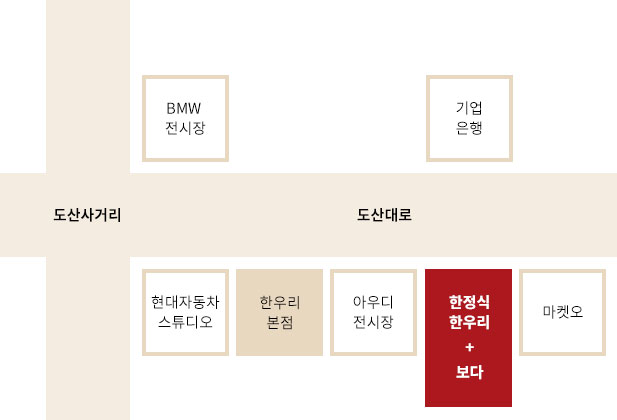 BMW
전시장
기업
은행
도산사거리
도산대로
현대자동차
스튜디오
한우리
본점
아우디
전시장
한정식
한우리
+
보다
마켓오